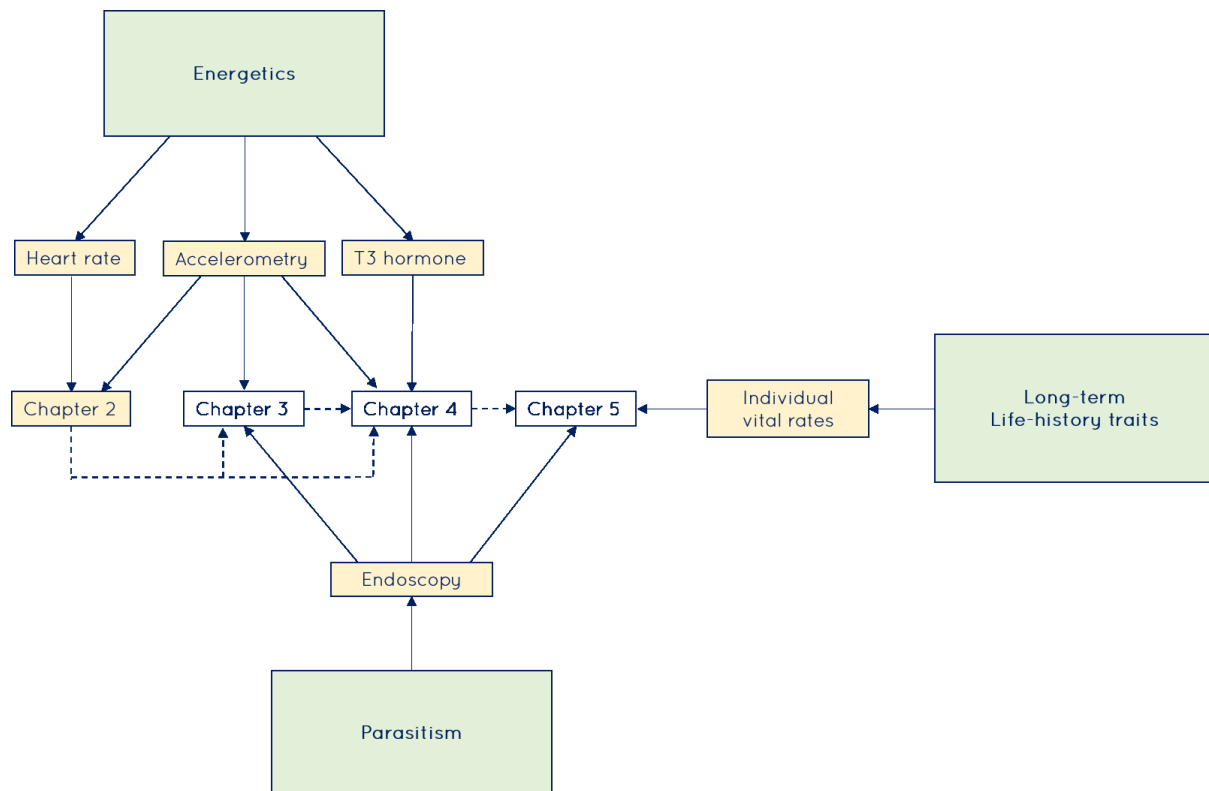 Energetics
Heart rate
Accelerometry
T3 hormone
Chapter 2
Chapter 3
Chapter 4
Chapter 5
Individual
vital rates
Long-term
Life-history traits
Endoscopy
Parasitism